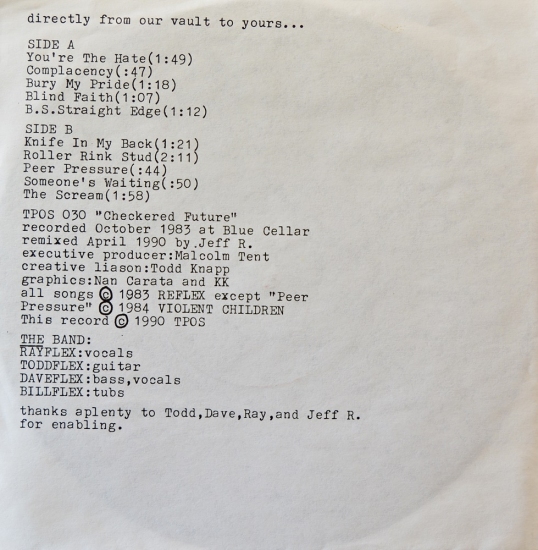 directly from our vault to yours...
SIDE A
You're The Hate(1:49)
Complacency(:47)
Bury My Pride(1:18)
Blind Faith(1:07)
B.S.Straight Edge(1:12)
SIDE B
Knife In My Back(1:21)
Roller Rink Stud(2:11)
Peer Pressure(:44)
Someone's Waiting(:50)
The Scream(1:58)
TPOS 030 "Checkered Future"
recorded October 1983 at Blue Cellar
remixed April 1990 by Jeff R.
executive producer:Malcolm Tent
creative liason:Todd Knapp
graphics:Nan Carata and KK
all songs © 1983 REFLEX except "Peer
Pressure" © 1984 VIOLENT CHILDREN
This record © 1990 TPOS
THE BAND:
RAYFLEX:vocals
TODDFLEX:guitar
DAVEFLEX:bass,vocals
BILLFLEX:tubs
thanks aplenty to Todd,Dave,Ray,and Jeff R.
for enabling.